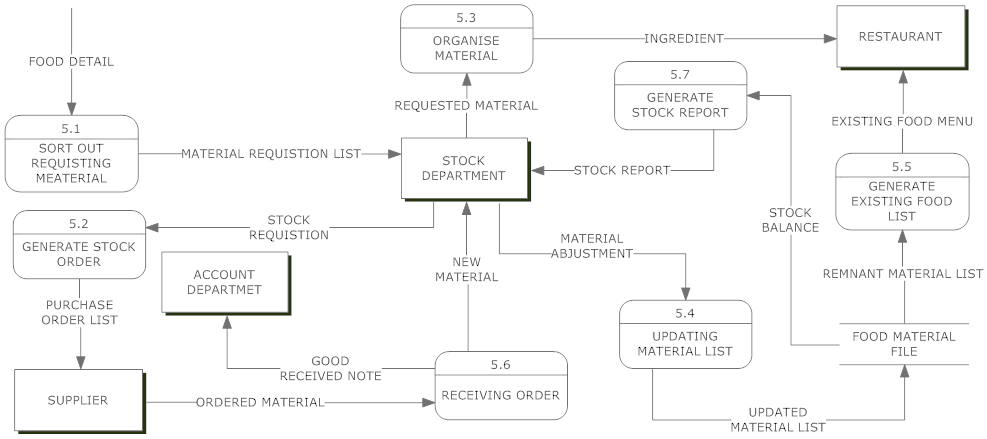 5.3
ORGANISE
MATERIAL
INGREDIENT
RESTAURANT
FOOD DETAIL
5.7
GENERATE
STOCK REPORT
REQUESTED MATERIAL
EXISTING FOOD MENU
5.1
SORT OUT
REQUISTING
MEATERIAL
MATERIAL REQUISTION LIST
STOCK
DEPARTMENT
STOCK REPORT
5.5
GENERATE
EXISTING FOOD
LIST
5.2
GENERATE STOCK
ORDER
STOCK
REQUISTION
STOCK
BALANCE
MATERIAL
ABJUSTMENT
NEW
MATERIAL
ACCOUNT
DEPARTMET
REMNANT MATERIAL LIST
PURCHASE
ORDER LIST
5.4
UPDATING
MATERIAL LIST
FOOD MATERIAL
FILE
GOOD
RECEIVED NOTE
5.6
RECEIVING ORDER
SUPPLIER
ORDERED MATERIAL
UPDATED
MATERIAL LIST